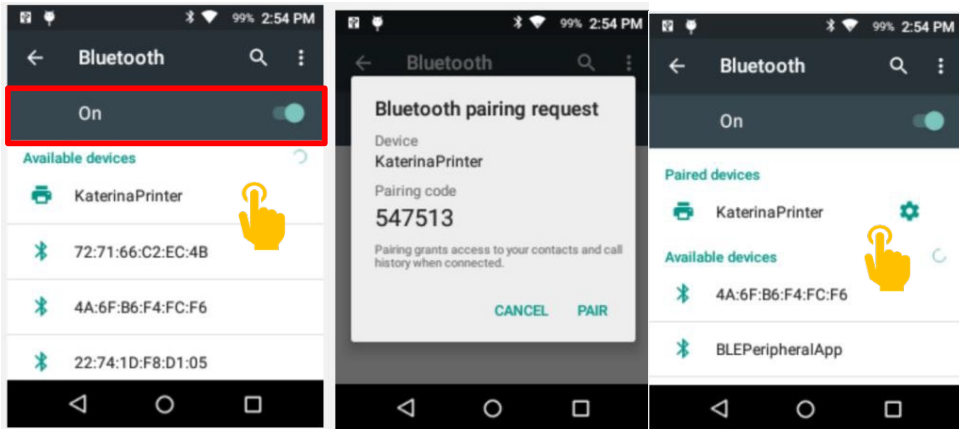 99% 2:54 PM
Bluetooth
On
Available devices
KaterinaPrinter
72:71:66:C2:EC:4B
4A:6F:B6:F4:FC:F6
22:74:1D:F8:D1:05
99% 2:54 PM
Bluetooth
Bluetooth pairing request
Device
KaterinaPrinter
Pairing code
547513
Pairing grants access to your contacts and call
history when connected.
CANCEL PAIR
99% 2:54 PM
Bluetooth
On
Paired devices
KaterinaPrinter
Available devices
4A:6F:B6:F4:FC:F6
BLEPeripheralApp